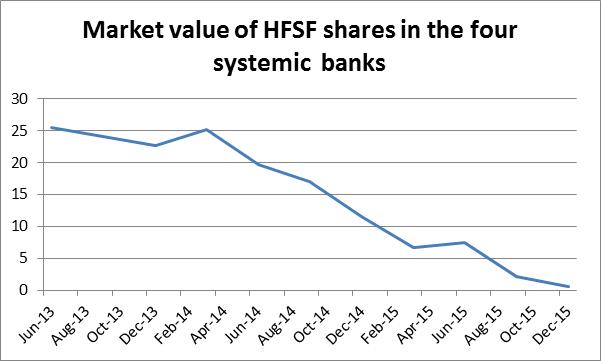 Market value of HFSF shares in the four
systemic banks
30
25
20
15
10
5
0
Jun-13
Aug-13
Oct-13
Dec-13
Feb-14
Apr-14
Jun-14
Aug-14
Oct-14
Dec-14
Feb-15
Apr-15
Jun-15
Aug-15
Oct-15
Dec-15